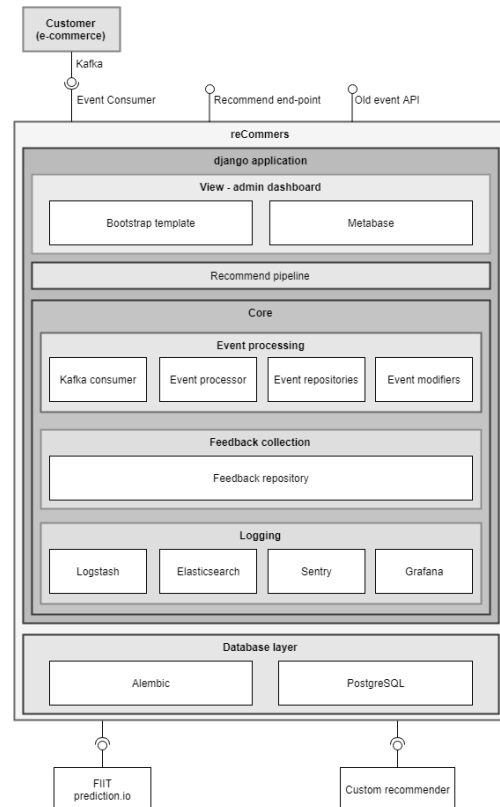 Customer
(e-commerce)
Kafka
Event Consumer
Recommend end-point
Old event API
reCommers
django application
View - admin dashboard
Bootstrap template
Metabase
Recommend pipeline
Core
Event processing
Kafka consumer
Event processor
Event repositories
Event modifiers
Feedback collection
Feedback repository
Logging
Logstash
Elasticsearch
Sentry
Grafana
Database layer
Alembic
PostgreSQL
FIIT
prediction.io
Custom recommender